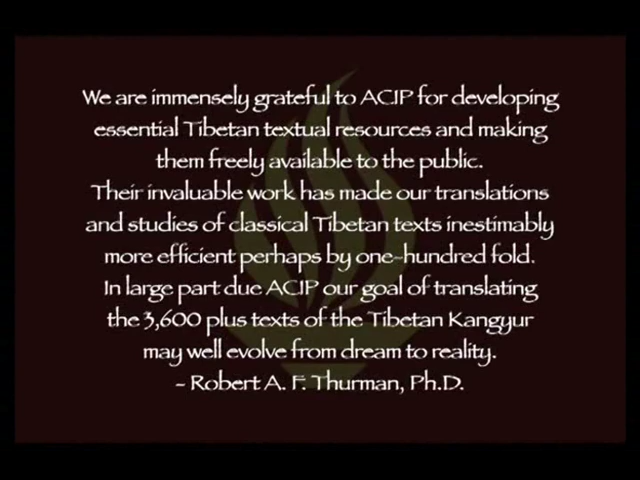 We are immensely grateful to ACIP for developing
essential Tibetan textual resources and making
them freely available to the public.
Their invaluable work has made our translations
and studies of classical Tibetan texts inestimably
more efficient perhaps by one-hundred fold.
In large part due ACIP our goal of translating
the 3,600 plus texts of the Tibetan Kangyur
may well evolve from dream to reality.
- Robert A. F. Thurman, Ph.D.